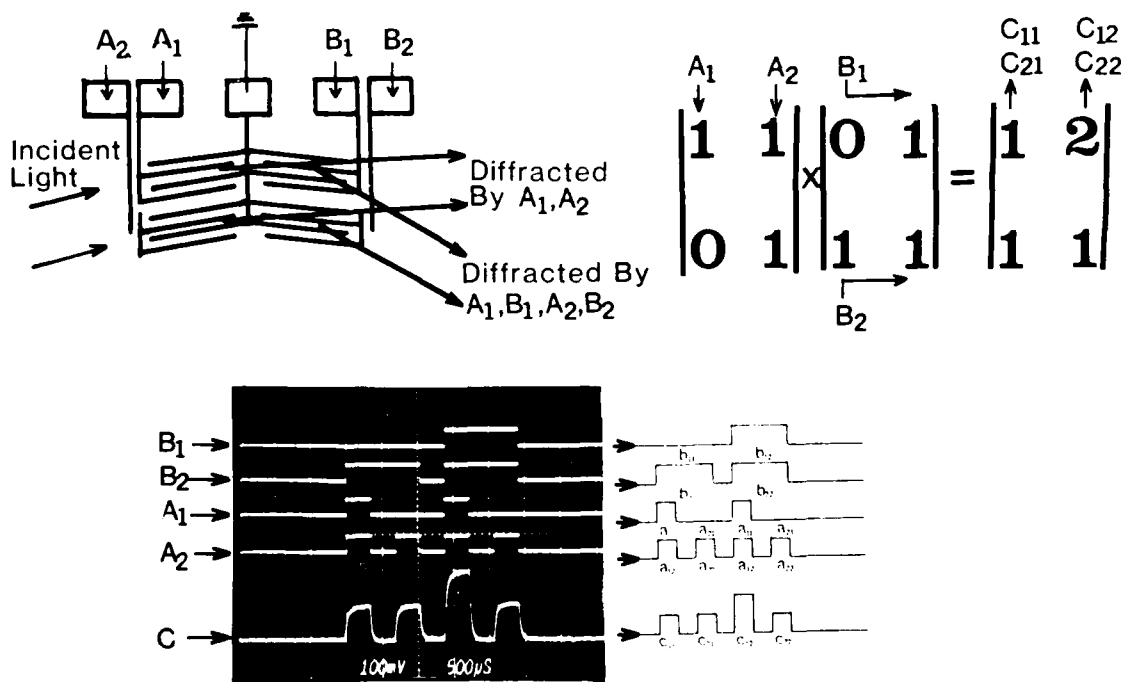 A₂ A₁ B₁ B₂
Incident
Light
Diffracted
By A₁,A₂
Diffracted By
A₁,B₁,A₂,B₂
C₁₁ C₁₂
C₂₁ C₂₂
A₁ A₂ B₁
1 1 0 1 1 2
X =
0 1 1 1 1 1
B₂
B₁
B₂
A₁
A₂
C
100mV 500µS